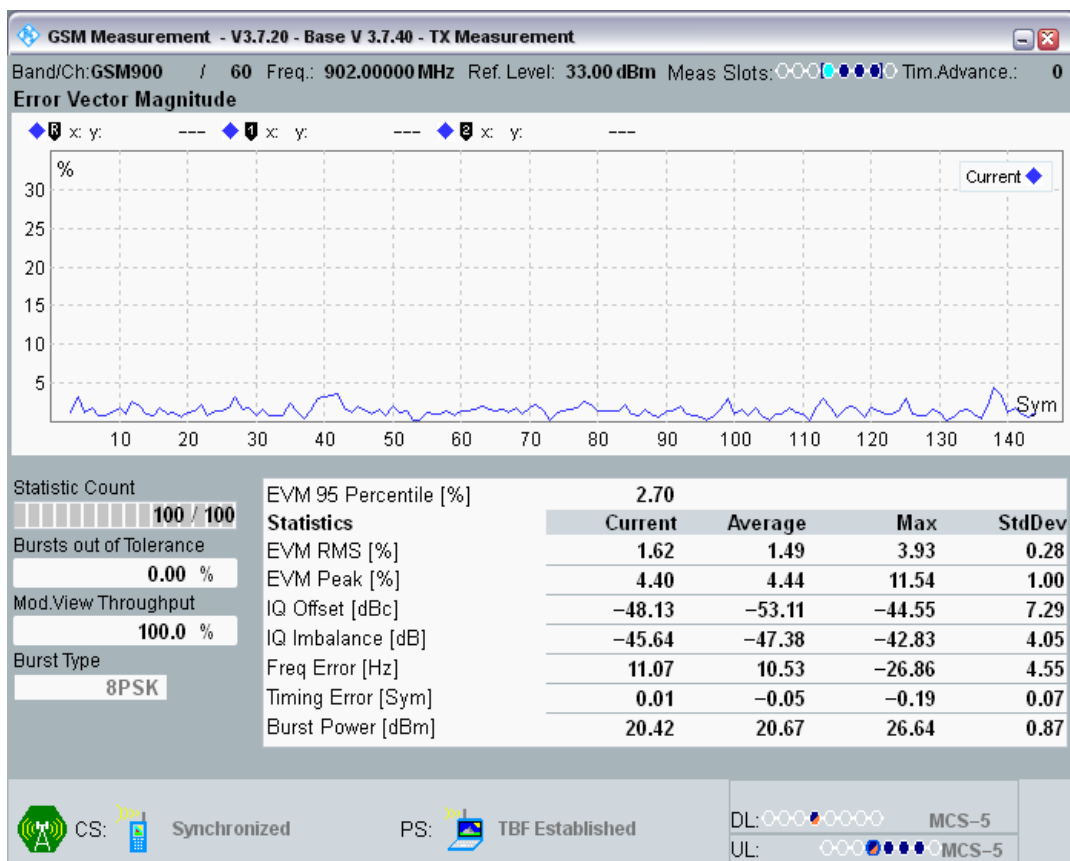 GSM Measurement - V3.7.20 - Base V 3.7.40 - TX Measurement
Band/Ch:GSM900 / 60 Freq.: 902.00000 MHz Ref. Level: 33.00 dBm Meas Slots: Tim.Advance.: 0
Error Vector Magnitude
R x: y: --- 1 x: y: --- 2 x: y: ---
%
Current
30
25
20
15
10
5
Sym
10 20 30 40 50 60 70 80 90 100 110 120 130 140
Statistic Count
100 / 100
Bursts out of Tolerance
0.00 %
Mod.View Throughput
100.0 %
Burst Type
8PSK
EVM 95 Percentile [%] 2.70
Statistics Current Average Max StdDev
EVM RMS [%] 1.62 1.49 3.93 0.28
EVM Peak [%] 4.40 4.44 11.54 1.00
IQ Offset [dBc] −48.13 −53.11 −44.55 7.29
IQ Imbalance [dB] −45.64 −47.38 −42.83 4.05
Freq Error [Hz] 11.07 10.53 −26.86 4.55
Timing Error [Sym] 0.01 −0.05 −0.19 0.07
Burst Power [dBm] 20.42 20.67 26.64 0.87
CS: Synchronized PS: TBF Established
DL: MCS−5
UL: MCS−5